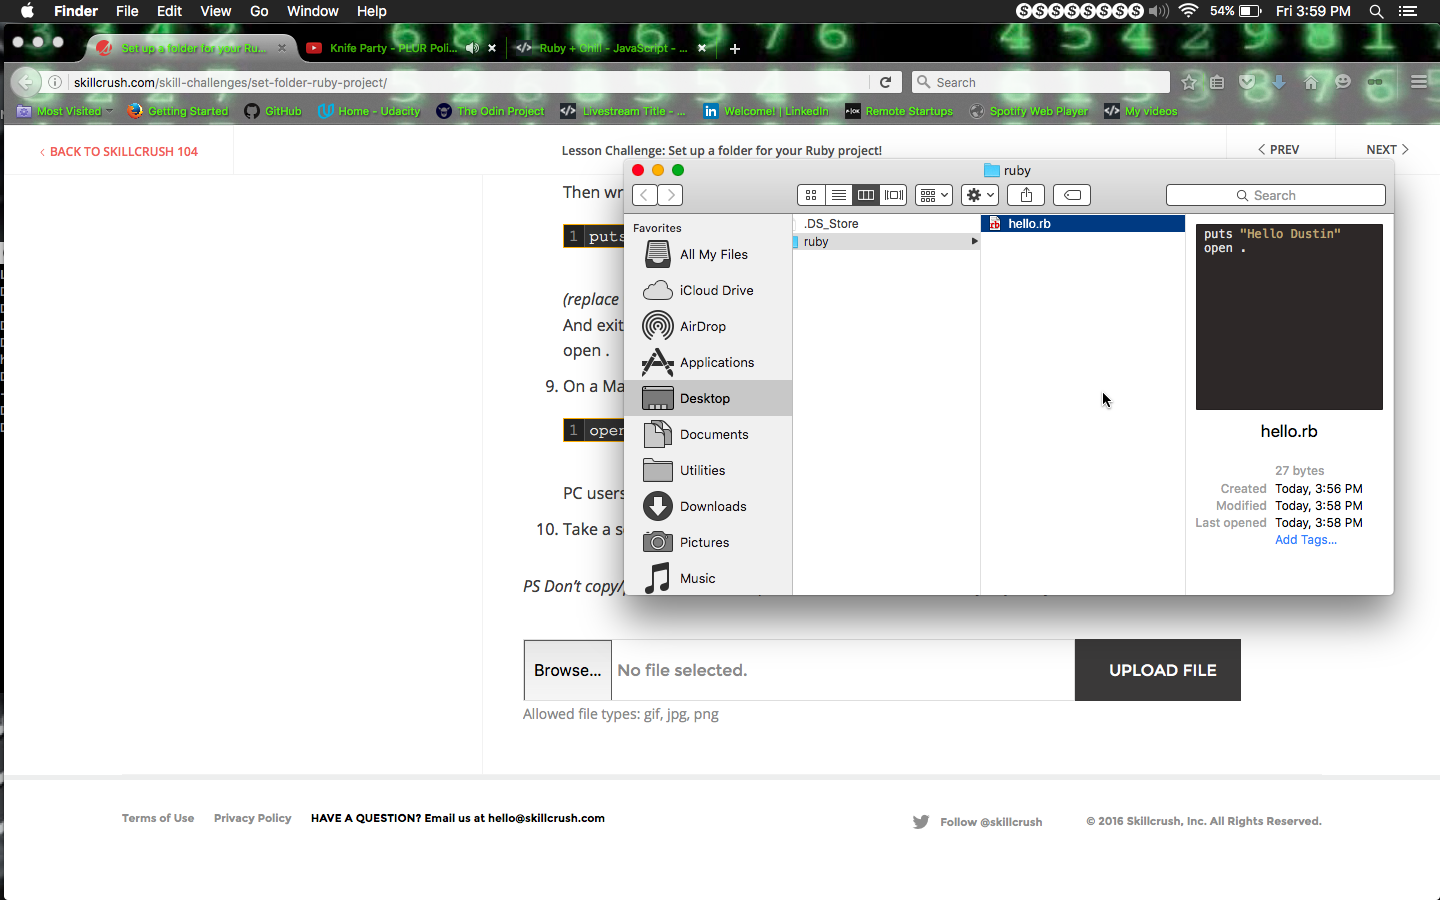 Finder File Edit View Go Window Help
54% Fri 3:59 PM
Set up a folder for your Ru...
Knife Party - PLUR Poli...
Ruby + Chill - JavaScript - ...
skillcrush.com/skill-challenges/set-folder-ruby-project/
Search
Most Visited
Getting Started
GitHub
Home - Udacity
The Odin Project
Livestream Title - ...
Welcome! | LinkedIn
Remote Startups
Spotify Web Player
My videos
BACK TO SKILLCRUSH 104
Lesson Challenge: Set up a folder for your Ruby project!
PREV
NEXT
Then wr
1 puts
(replace
And exit
open .
9. On a Ma
1 oper
PC users
10. Take a s
PS Don't copy/
ruby
Search
Favorites
All My Files
iCloud Drive
AirDrop
Applications
Desktop
Documents
Utilities
Downloads
Pictures
Music
.DS_Store
ruby
hello.rb
puts "Hello Dustin"
open .
hello.rb
27 bytes
Created Today, 3:56 PM
Modified Today, 3:58 PM
Last opened Today, 3:58 PM
Add Tags...
Browse... No file selected.
UPLOAD FILE
Allowed file types: gif, jpg, png
Terms of Use
Privacy Policy
HAVE A QUESTION? Email us at hello@skillcrush.com
Follow @skillcrush
© 2016 Skillcrush, Inc. All Rights Reserved.